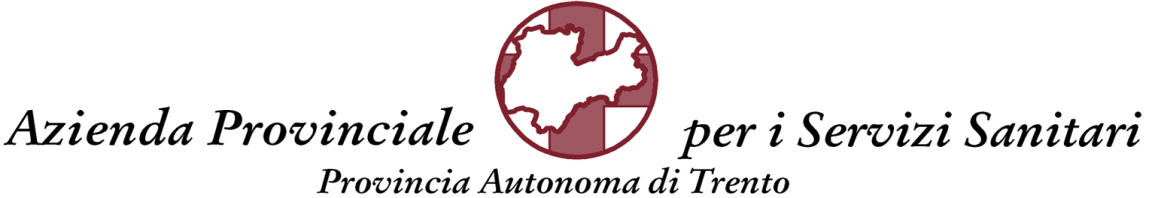 Azienda Provinciale per i Servizi Sanitari
Provincia Autonoma di Trento